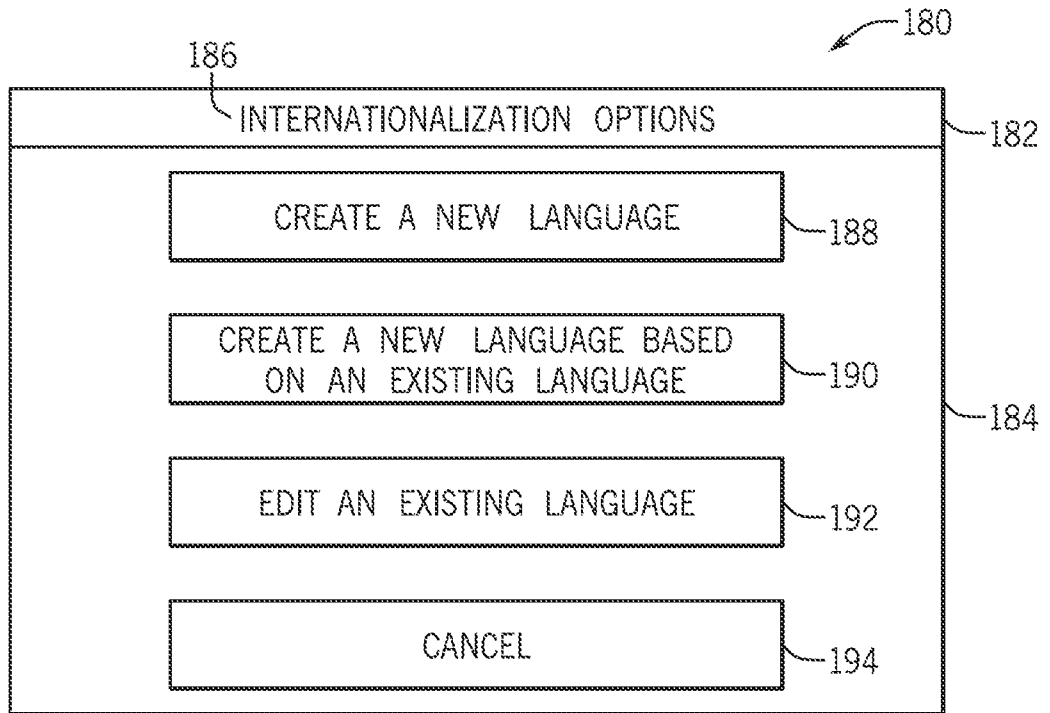 180
186
INTERNATIONALIZATION OPTIONS
182
CREATE A NEW LANGUAGE
188
CREATE A NEW LANGUAGE BASED
ON AN EXISTING LANGUAGE
190
184
EDIT AN EXISTING LANGUAGE
192
CANCEL
194